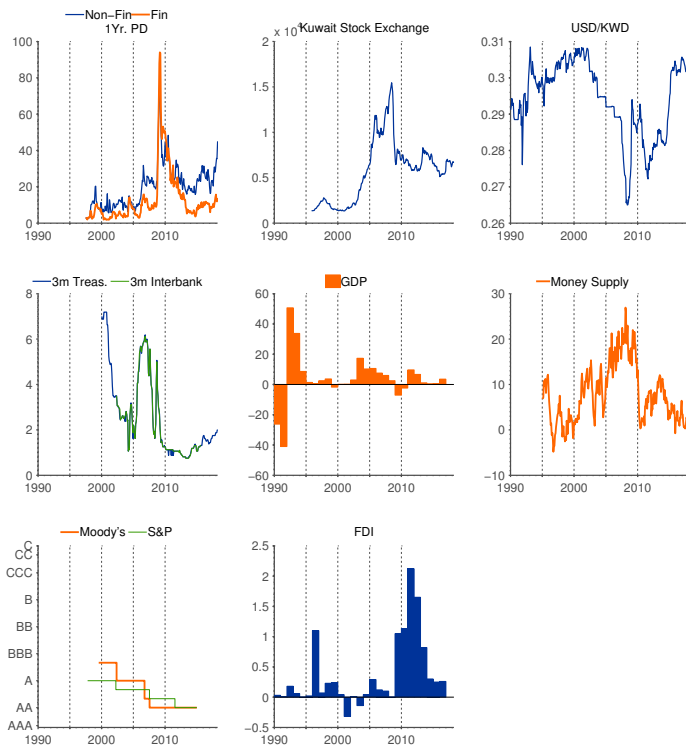 Non−Fin Fin
1Yr. PD
100
80
60
40
20
0
1990 2000 2010
2 x 10⁴ Kuwait Stock Exchange
1.5
1
0.5
0
1990 2000 2010
USD/KWD
0.31
0.3
0.29
0.28
0.27
0.26
1990 2000 2010
3m Treas. 3m Interbank
8
6
4
2
0
1990 2000 2010
GDP
60
40
20
0
−20
−40
−60
1990 2000 2010
Money Supply
30
20
10
0
−10
1990 2000 2010
Moody's S&P
C
CC
CCC
B
BB
BBB
A
AA
AAA
1990 2000 2010
FDI
2.5
2
1.5
1
0.5
0
−0.5
1990 2000 2010